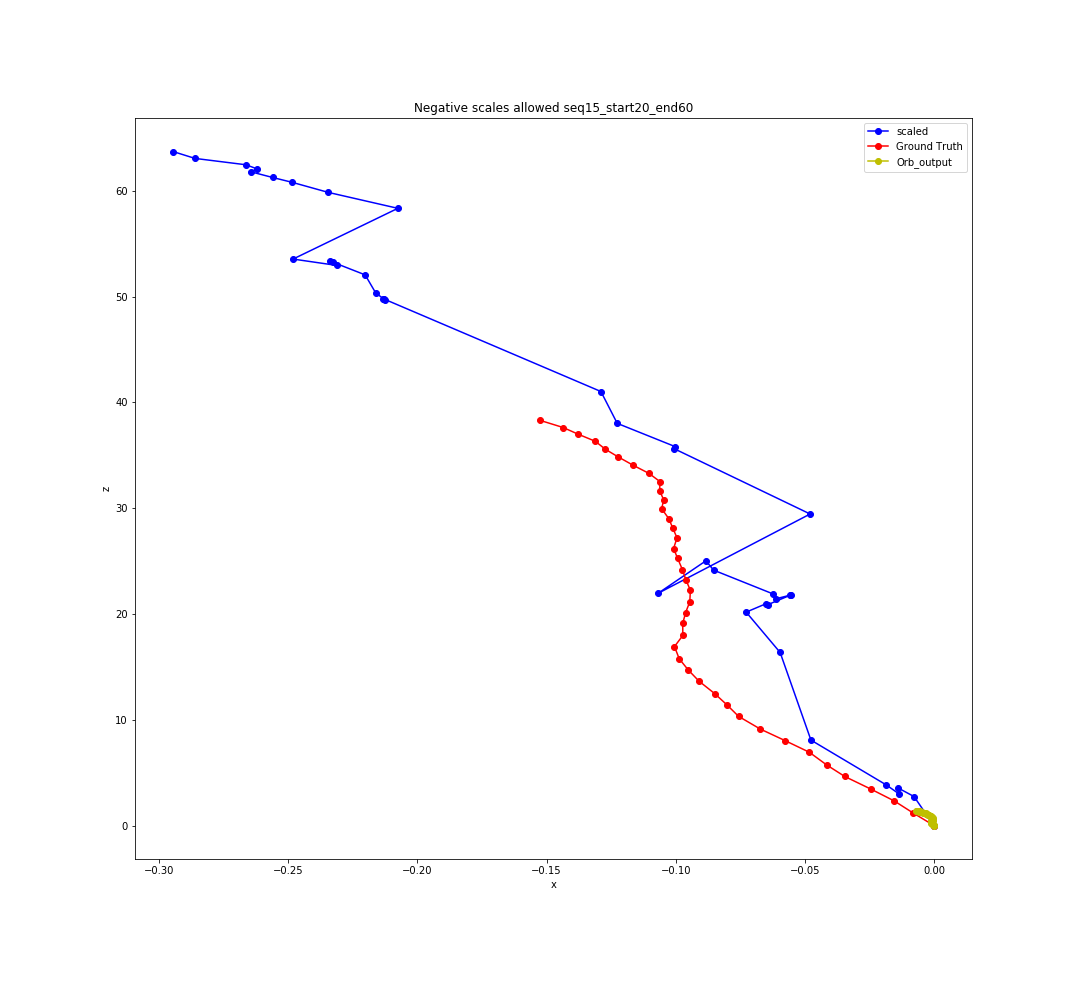 Negative scales allowed seq15_start20_end60
scaled
Ground Truth
Orb_output
z
60
50
40
30
20
10
0
−0.30 −0.25 −0.20 −0.15 −0.10 −0.05 0.00
x